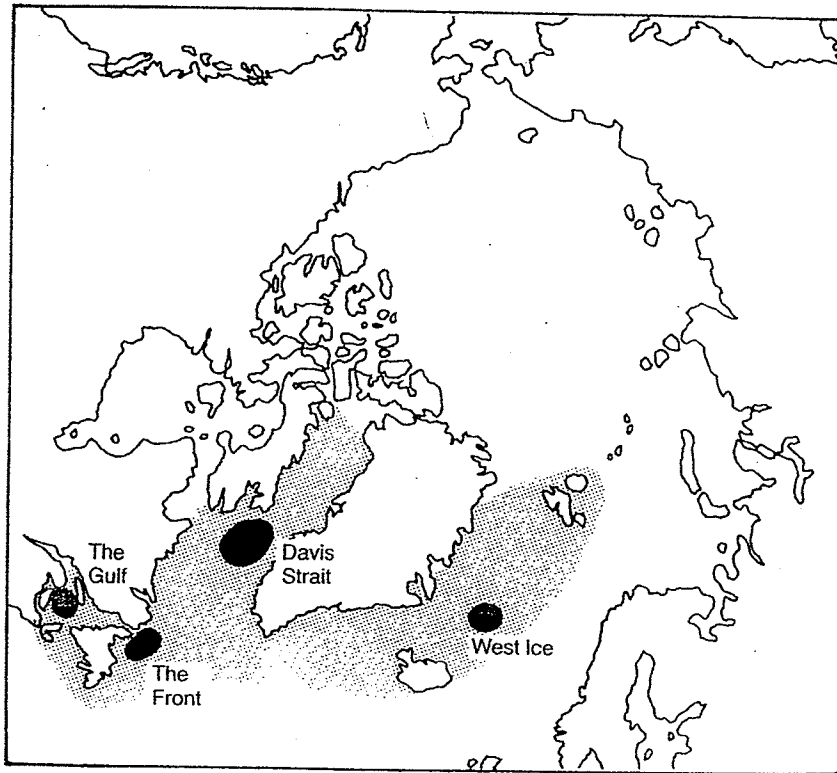 The
Gulf
Davis
Strait
The
Front
West Ice